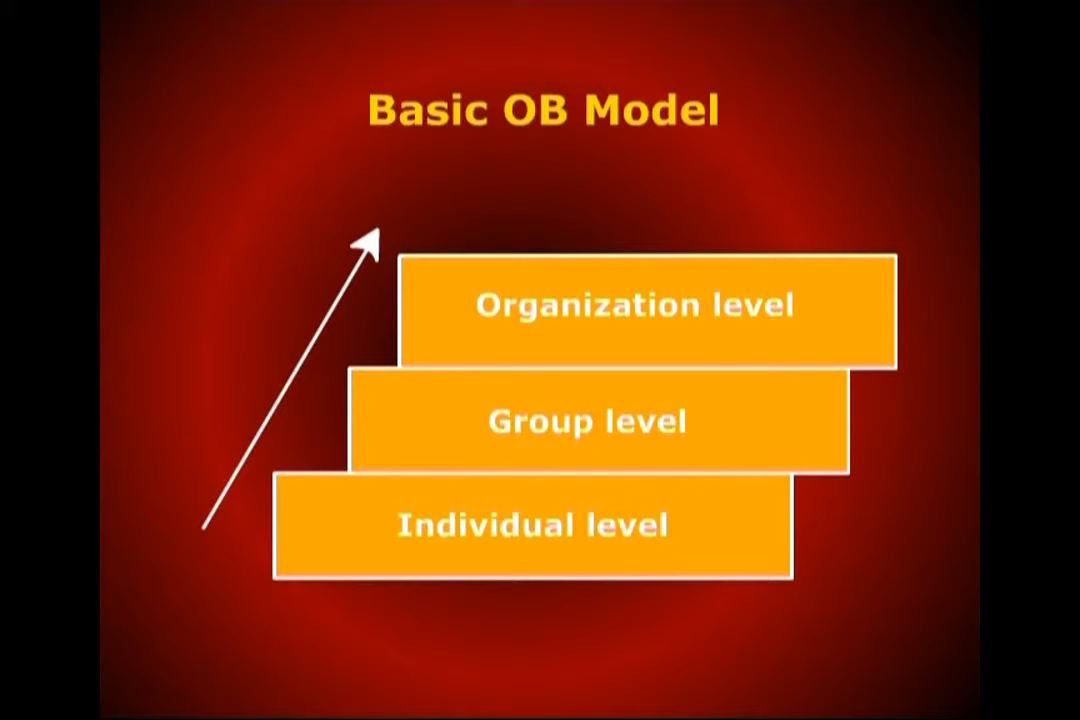 Basic OB Model
Organization level
Group level
Individual level